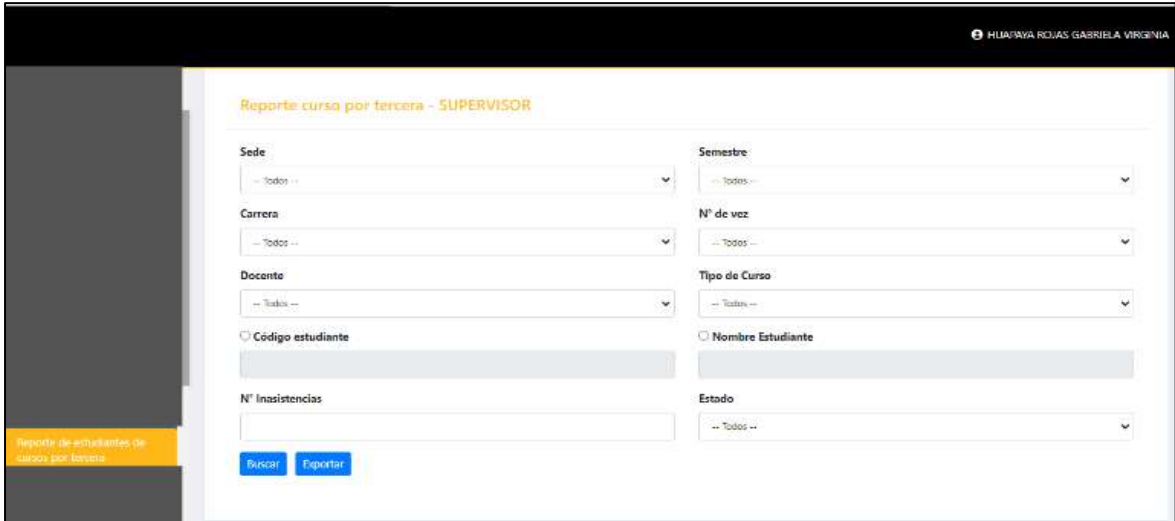 HUAPAYA ROJAS GABRIELA VIRGINIA
Reporte curso por tercera - SUPERVISOR
Sede
Semestre
-- Todos --
-- Todos --
Carrera
N° de vez
-- Todos --
-- Todos --
Docente
Tipo de Curso
-- Todos --
-- Todos --
Código estudiante
Nombre Estudiante
N° Inasistencias
Estado
-- Todos --
Reporte de estudiantes de
cursos por tercera
Buscar
Exportar